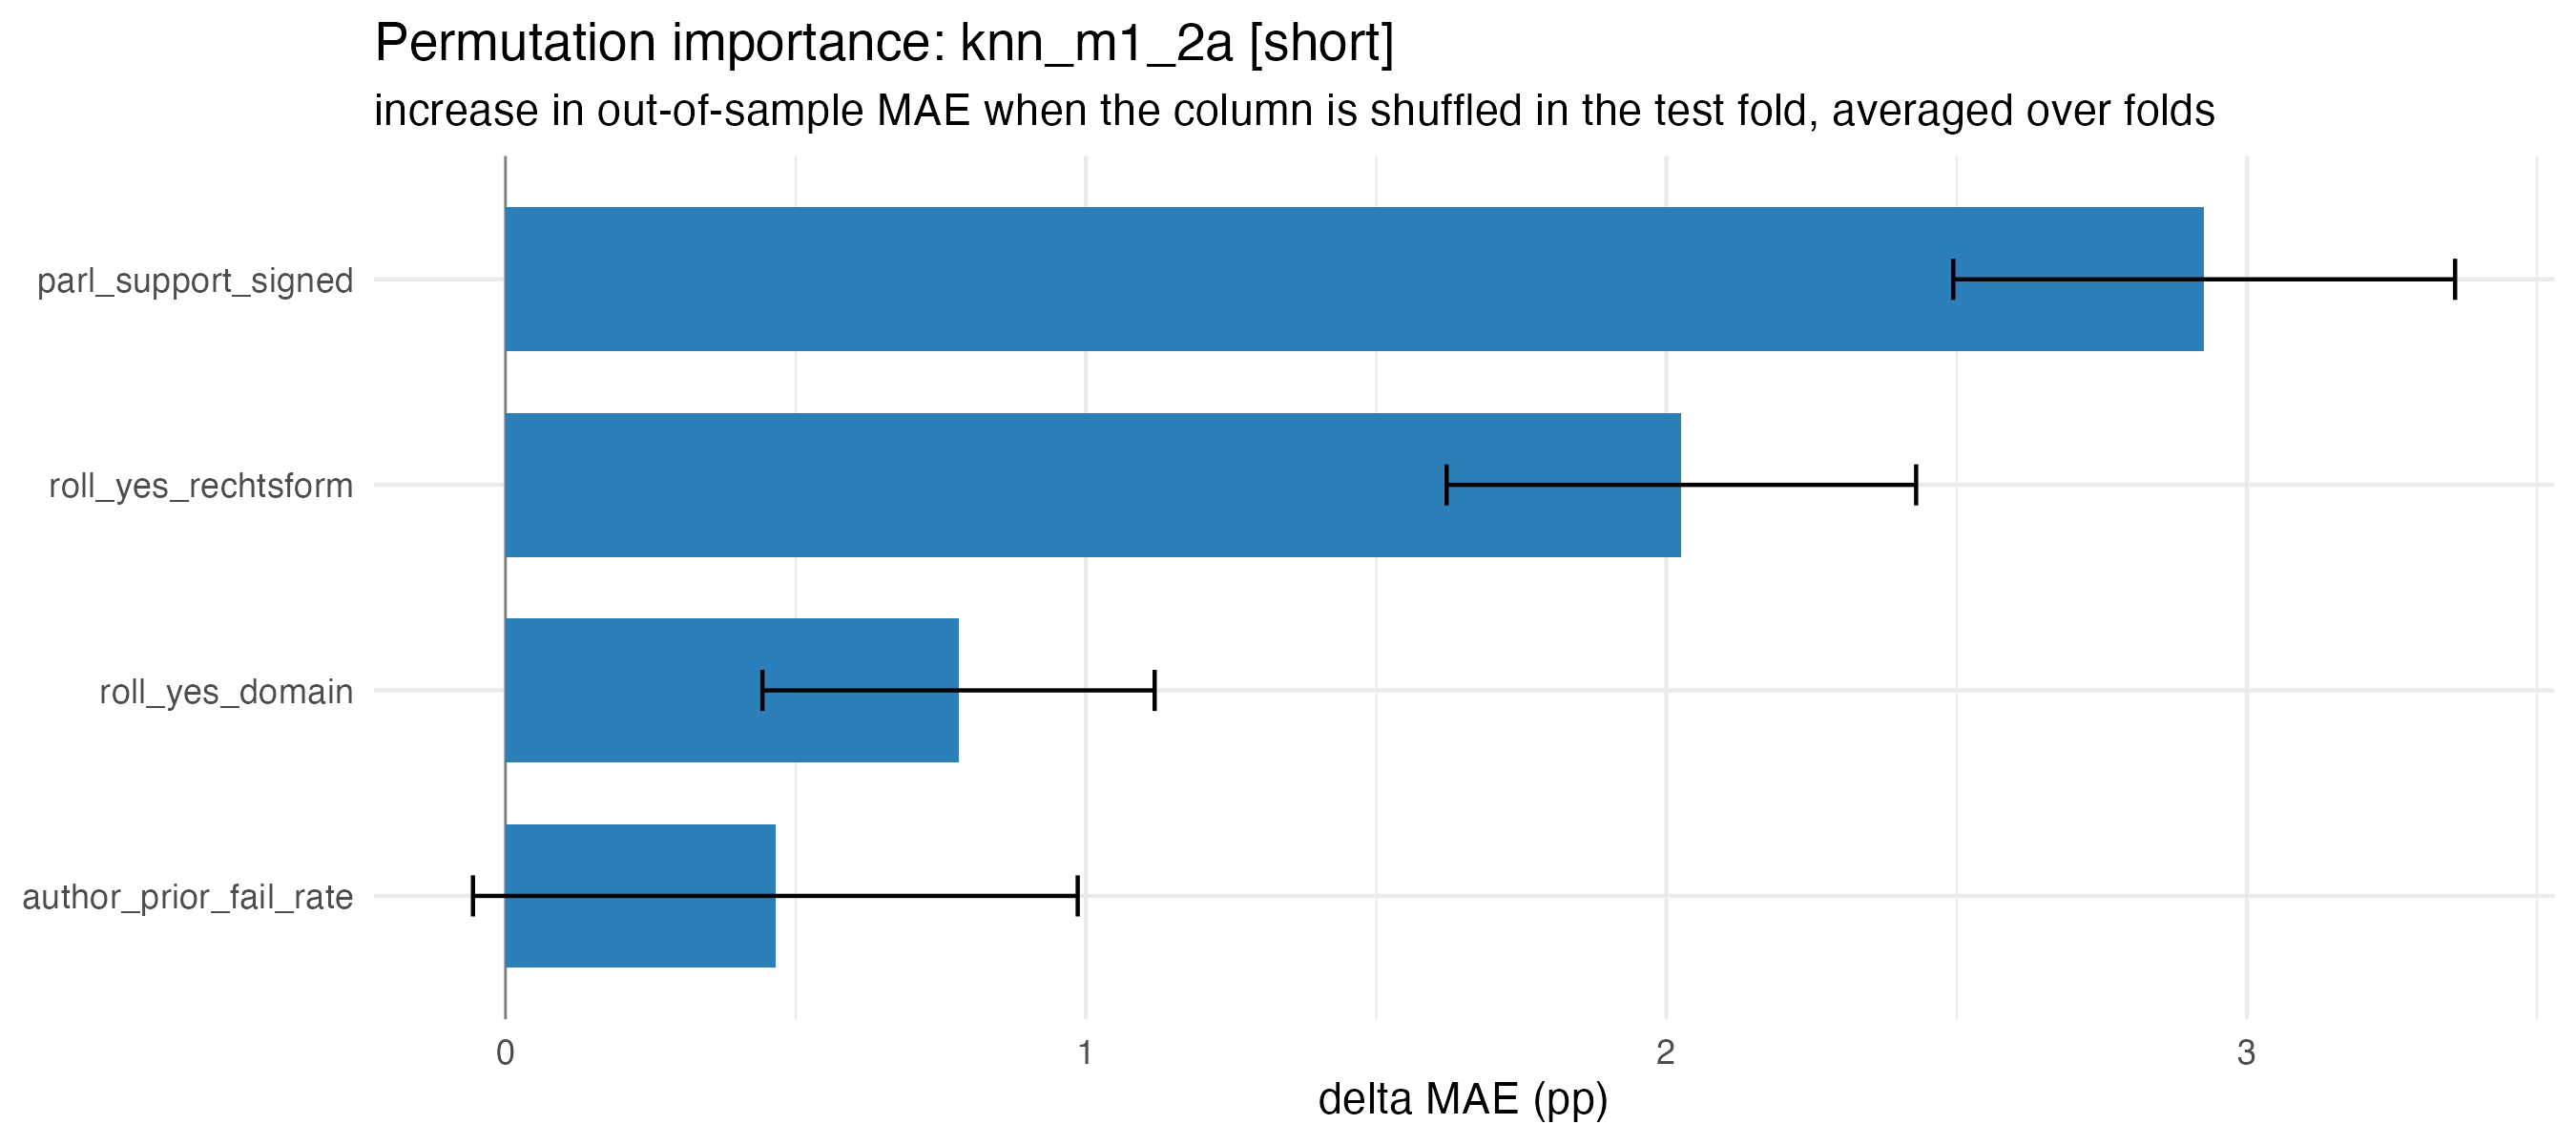 Permutation importance: knn_m1_2a [short]
increase in out-of-sample MAE when the column is shuffled in the test fold, averaged over folds
parl_support_signed
roll_yes_rechtsform
roll_yes_domain
author_prior_fail_rate
0 1 2 3
delta MAE (pp)